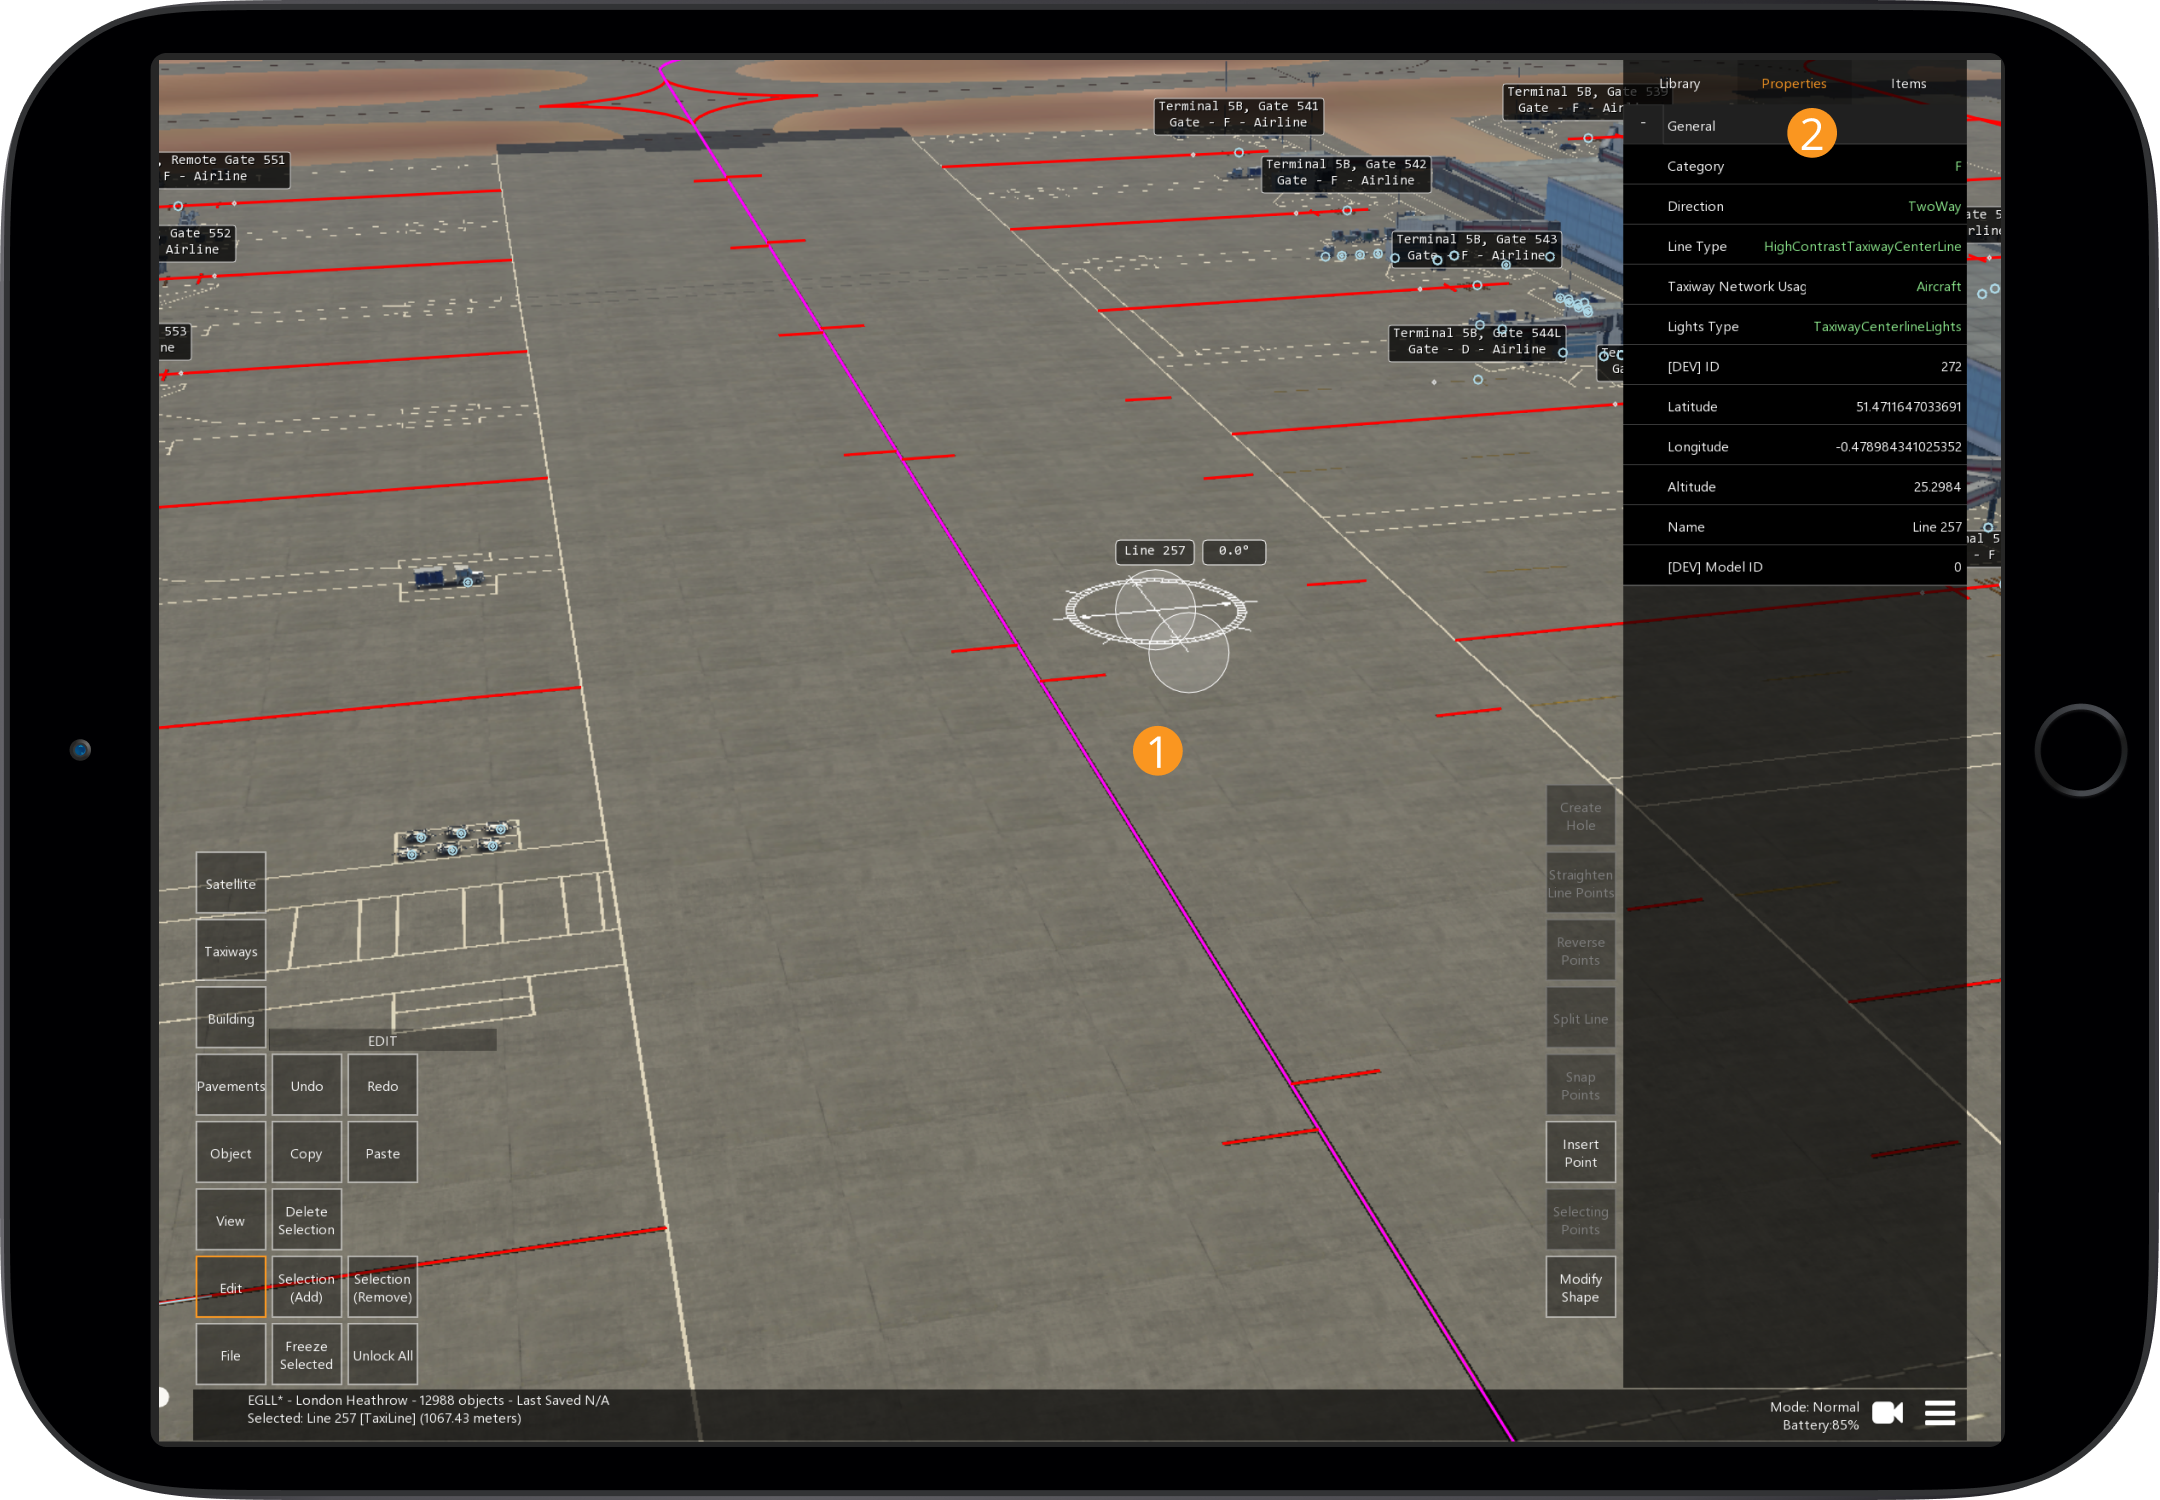 Library
Properties
Items
-
General
2
Category F
Direction TwoWay
Line Type HighContrastTaxiwayCenterLine
Taxiway Network Usag Aircraft
Lights Type TaxiwayCenterlineLights
[DEV] ID 272
Latitude 51.4711647033691
Longitude -0.478984341025352
Altitude 25.2984
Name Line 257
[DEV] Model ID 0
Terminal 5B, Gate 541
Gate - F - Airline
Terminal 5B, Gate 539
Gate - F - Air
, Remote Gate 551
F - Airline
Terminal 5B, Gate 542
Gate - F - Airline
, Gate 552
Airline
Terminal 5B, Gate 543
Gate - F - Airline
553
ne
Terminal 5B, Gate 544L
Gate - D - Airline
Te
Ga
ate 5
rline
nal 5
- F
Line 257
0.0°
1
Create
Hole
Straighten
Line Points
Reverse
Points
Split Line
Snap
Points
Insert
Point
Selecting
Points
Modify
Shape
Satellite
Taxiways
Building
EDIT
Pavements
Undo
Redo
Object
Copy
Paste
View
Delete
Selection
Edit
Selection
(Add)
Selection
(Remove)
File
Freeze
Selected
Unlock All
EGLL* - London Heathrow - 12988 objects - Last Saved N/A
Selected: Line 257 [TaxiLine] (1067.43 meters)
Mode: Normal
Battery:85%